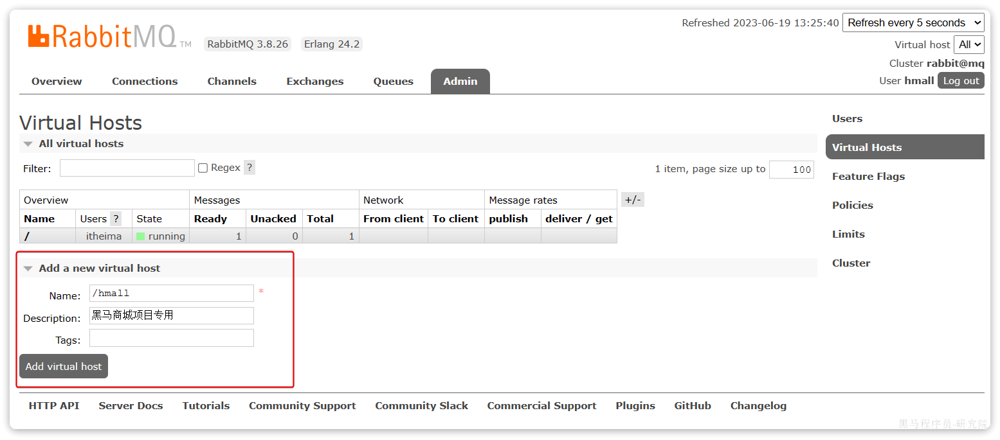 Refreshed 2023-06-19 13:25:40 Refresh every 5 seconds
RabbitMQ TM RabbitMQ 3.8.26 Erlang 24.2
Virtual host All
Cluster rabbit@mq
User hmall Log out
Overview Connections Channels Exchanges Queues Admin
Virtual Hosts
All virtual hosts
Filter: Regex ? 1 item, page size up to 100
Overview Messages Network Message rates +/-
Name Users ? State Ready Unacked Total From client To client publish deliver / get
/ itheima running 1 0 1
Add a new virtual host
Name: /hmall *
Description: 黑马商城项目专用
Tags:
Add virtual host
Users
Virtual Hosts
Feature Flags
Policies
Limits
Cluster
HTTP API Server Docs Tutorials Community Support Community Slack Commercial Support Plugins GitHub Changelog
黑马程序员-研究院